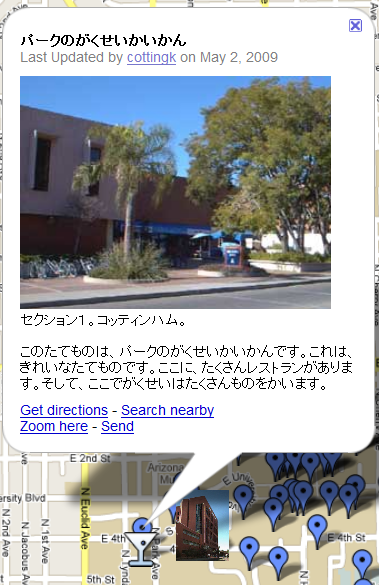 パークのがくせいかいかん
Last Updated by cottingk on May 2, 2009
セクション１。コッティンハム。
このたてものは、パークのがくせいかいかんです。これは、
きれいなたてものです。ここに、たくさんレストランがありま
す。そして、ここでがくせいはたくさんものをかいます。
Get directions - Search nearby
Zoom here - Send
E 2nd St
Arizona
ersity Blvd
N Euclid Ave
N 2nd Ave
N Jacobus Ave
N 1st Ave
E 4th St
E 4th St
E 5th St